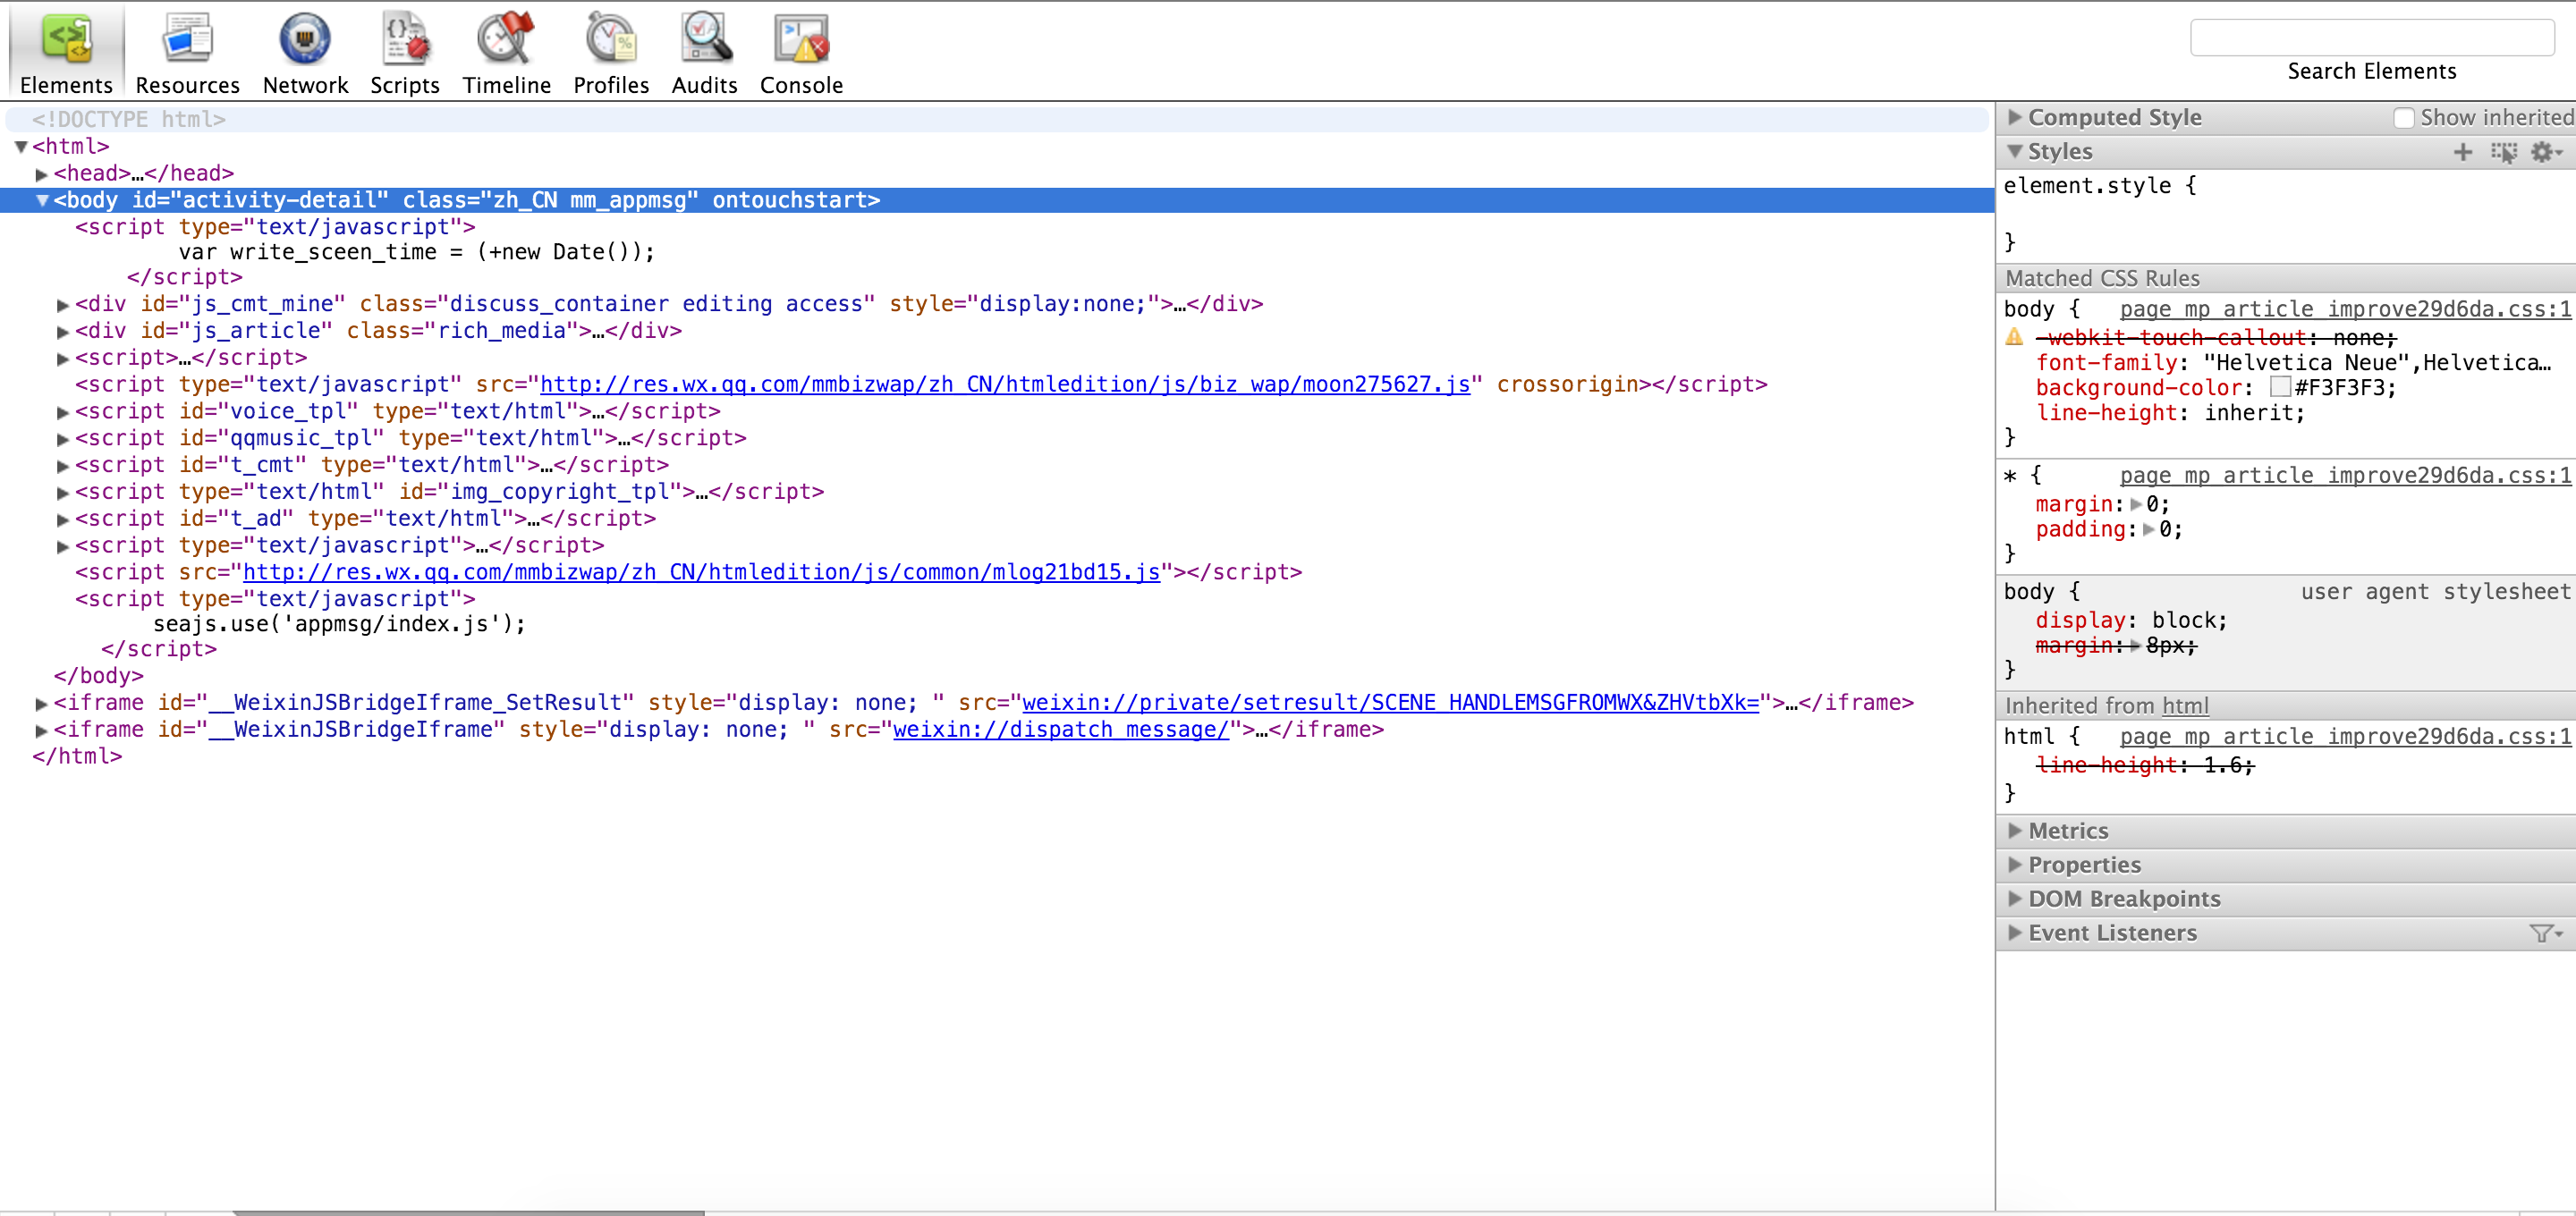 Elements Resources Network Scripts Timeline Profiles Audits Console
Search Elements
<!DOCTYPE html>
<html>
<head>…</head>
<body id="activity-detail" class="zh_CN mm_appmsg" ontouchstart>
<script type="text/javascript">
var write_sceen_time = (+new Date());
</script>
<div id="js_cmt_mine" class="discuss_container editing access" style="display:none;">…</div>
<div id="js_article" class="rich_media">…</div>
<script>…</script>
<script type="text/javascript" src="http://res.wx.qq.com/mmbizwap/zh_CN/htmledition/js/biz_wap/moon275627.js" crossorigin></script>
<script id="voice_tpl" type="text/html">…</script>
<script id="qqmusic_tpl" type="text/html">…</script>
<script id="t_cmt" type="text/html">…</script>
<script type="text/html" id="img_copyright_tpl">…</script>
<script id="t_ad" type="text/html">…</script>
<script type="text/javascript">…</script>
<script src="http://res.wx.qq.com/mmbizwap/zh_CN/htmledition/js/common/mlog21bd15.js"></script>
<script type="text/javascript">
seajs.use('appmsg/index.js');
</script>
</body>
<iframe id="__WeixinJSBridgeIframe_SetResult" style="display: none; " src="weixin://private/setresult/SCENE_HANDLEMSGFROMWX&ZHVtbXk=">…</iframe>
<iframe id="__WeixinJSBridgeIframe" style="display: none; " src="weixin://dispatch_message/">…</iframe>
</html>
Computed Style Show inherited
Styles
element.style {
}
Matched CSS Rules
body { page_mp_article_improve29d6da.css:1
-webkit-touch-callout: none;
font-family: "Helvetica Neue",Helvetica…
background-color: #F3F3F3;
line-height: inherit;
}
* { page_mp_article_improve29d6da.css:1
margin: 0;
padding: 0;
}
body { user agent stylesheet
display: block;
margin: 8px;
}
Inherited from html
html { page_mp_article_improve29d6da.css:1
line-height: 1.6;
}
Metrics
Properties
DOM Breakpoints
Event Listeners